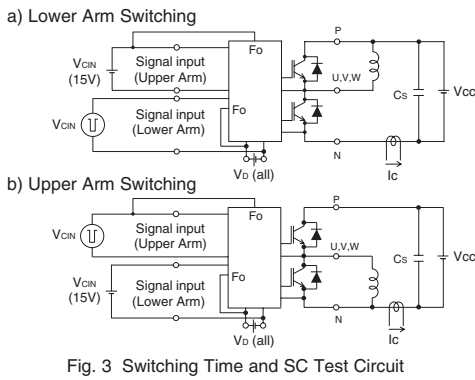 a) Lower Arm Switching
P
Fo
VCIN
(15V)
Signal input
(Upper Arm)
U,V,W
CS
VCC
Signal input
(Lower Arm)
Fo
VCIN
N
IC
VD (all)
b) Upper Arm Switching
P
Fo
VCIN
Signal input
(Upper Arm)
U,V,W
CS
VCC
Fo
VCIN
(15V)
Signal input
(Lower Arm)
N
IC
VD (all)
Fig. 3 Switching Time and SC Test Circuit